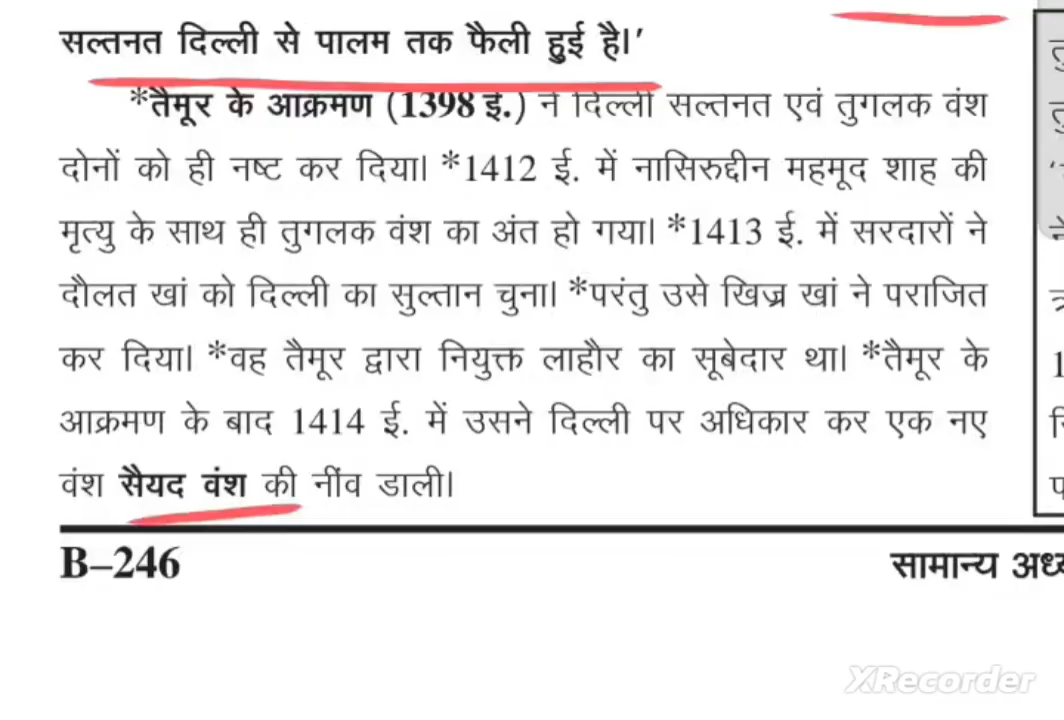 सल्तनत दिल्ली से पालम तक फैली हुई है।'
*तैमूर के आक्रमण (1398 ई.) ने दिल्ली सल्तनत एवं तुगलक वंश
दोनों को ही नष्ट कर दिया। *1412 ई. में नासिरुद्दीन महमूद शाह की
मृत्यु के साथ ही तुगलक वंश का अंत हो गया। *1413 ई. में सरदारों ने
दौलत खां को दिल्ली का सुल्तान चुना। *परंतु उसे खिज्र खां ने पराजित
कर दिया। *वह तैमूर द्वारा नियुक्त लाहौर का सूबेदार था। *तैमूर के
आक्रमण के बाद 1414 ई. में उसने दिल्ली पर अधिकार कर एक नए
वंश सैयद वंश की नींव डाली।
B–246
सामान्य
XRecorder